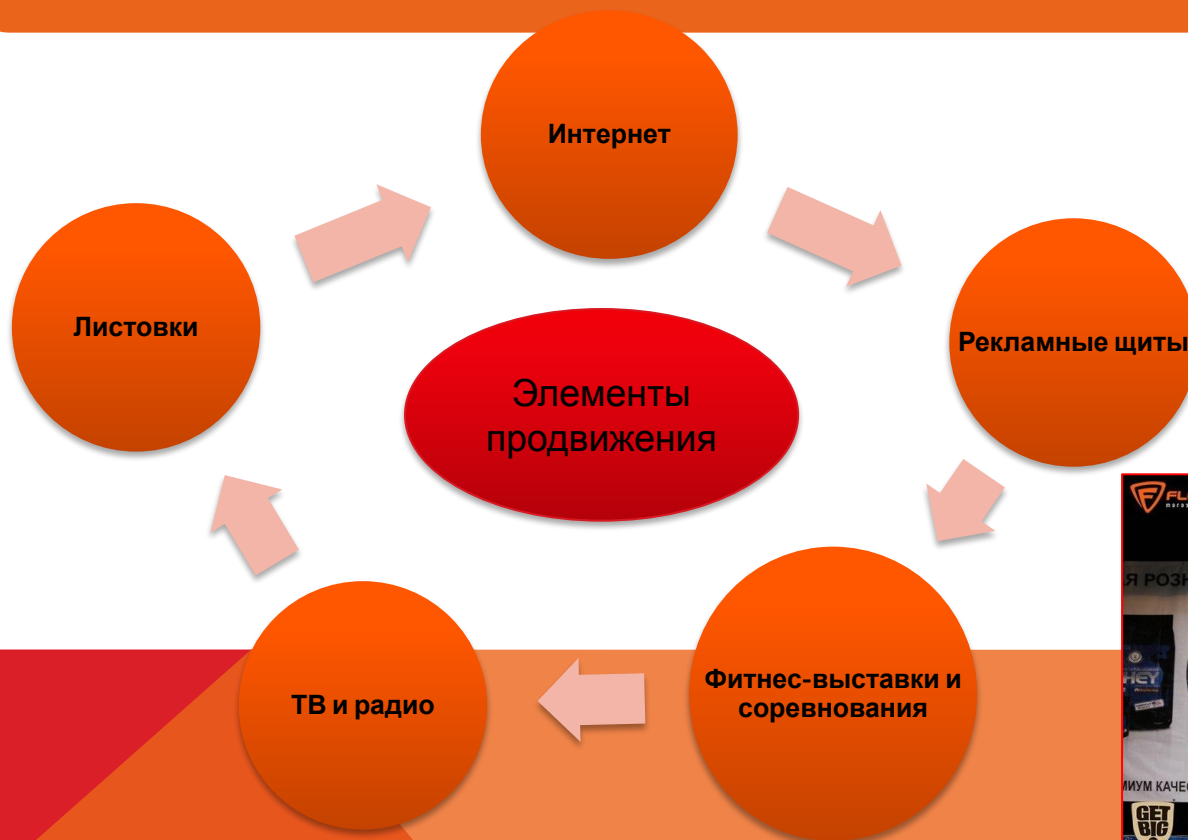 Интернет
Листовки
Рекламные щиты
Элементы
продвижения
Фитнес-выставки и
соревнования
ТВ и радио
GET
BIG